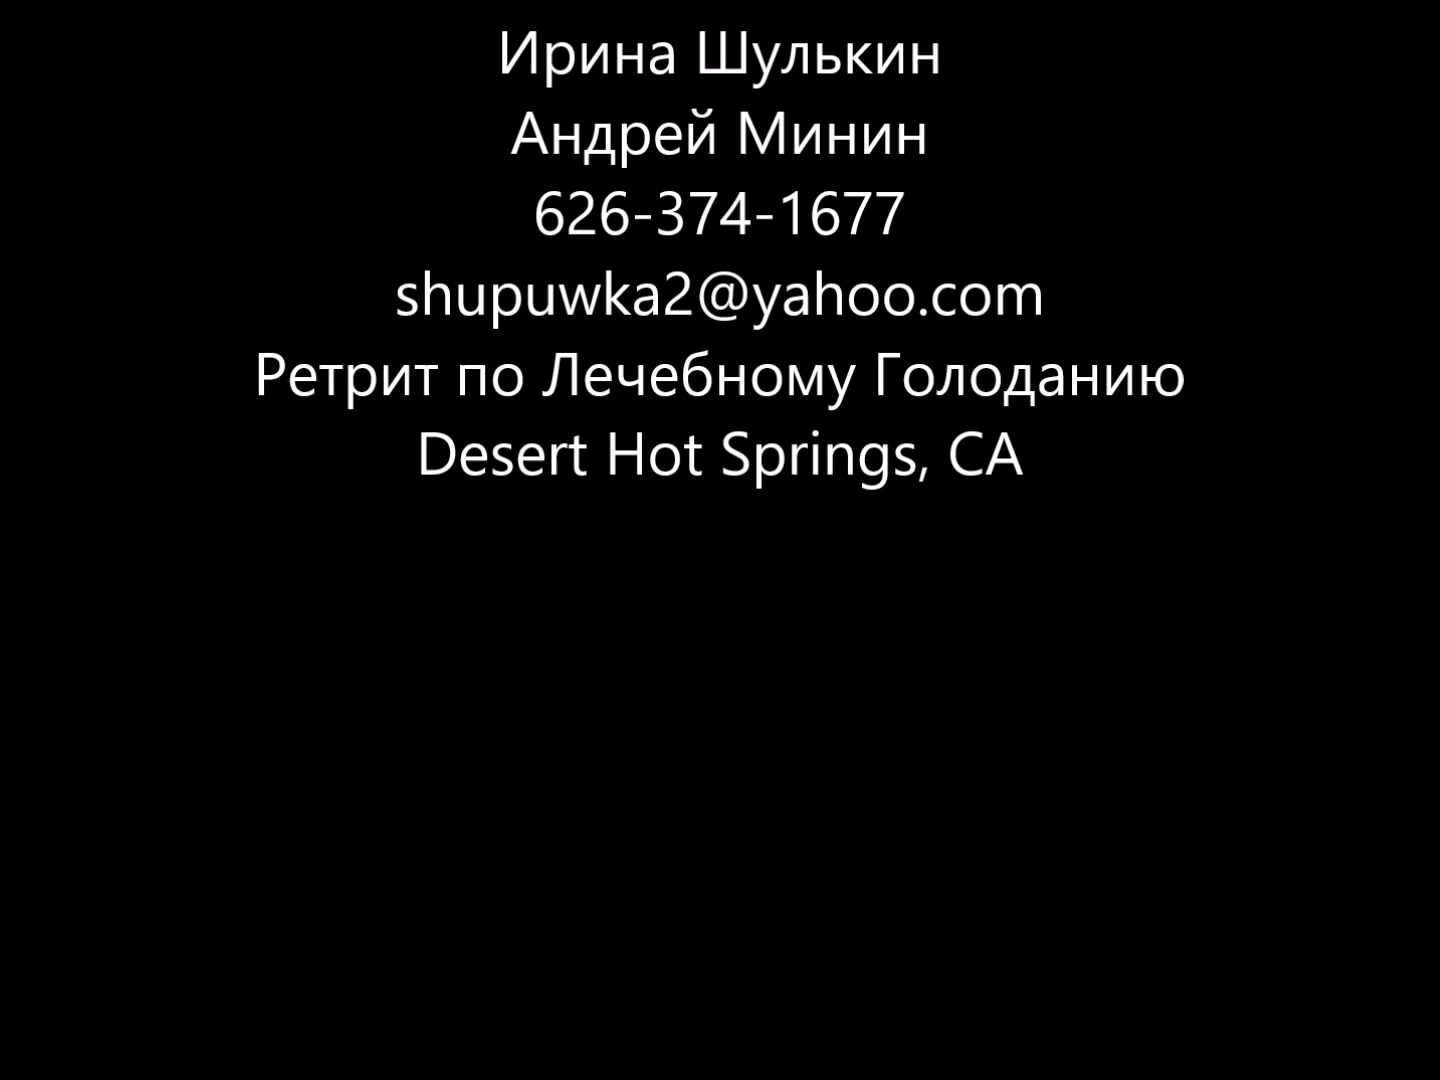 Ирина Шулькин
Андрей Минин
626-374-1677
shupuwka2@yahoo.com
Ретрит по Лечебному Голоданию
Desert Hot Springs, CA